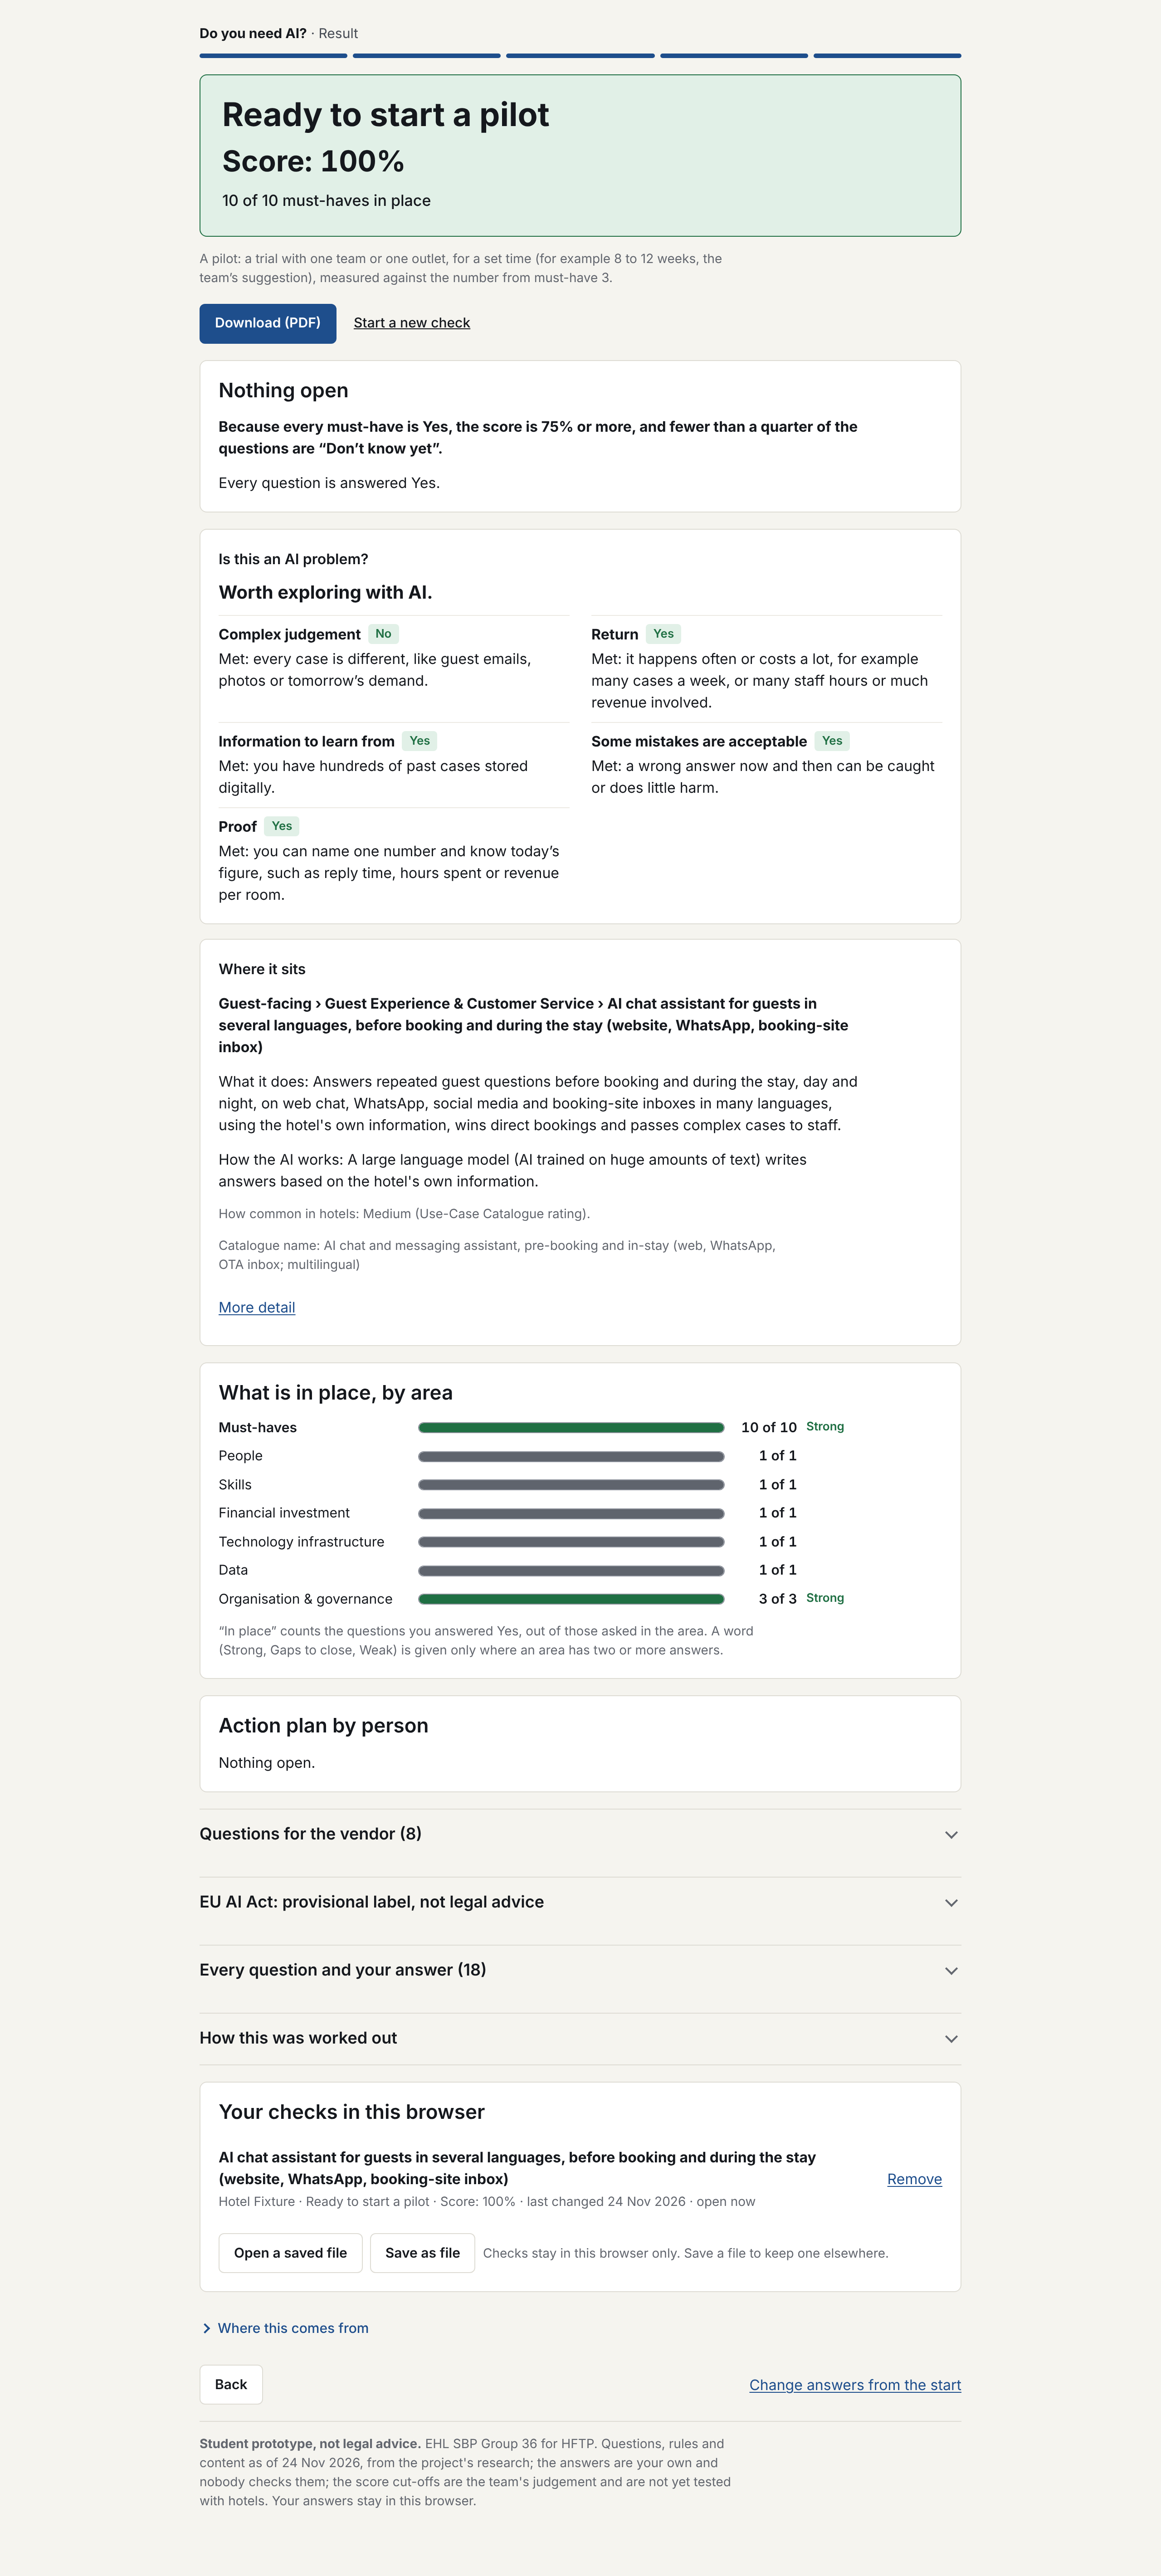 Do you need AI? · Result
Ready to start a pilot
Score: 100%
10 of 10 must-haves in place
A pilot: a trial with one team or one outlet, for a set time (for example 8 to 12 weeks, the
team’s suggestion), measured against the number from must-have 3.
Download (PDF)
Start a new check
Nothing open
Because every must-have is Yes, the score is 75% or more, and fewer than a quarter of the
questions are “Don’t know yet”.
Every question is answered Yes.
Is this an AI problem?
Worth exploring with AI.
Complex judgement No
Met: every case is different, like guest emails,
photos or tomorrow’s demand.
Return Yes
Met: it happens often or costs a lot, for example
many cases a week, or many staff hours or much
revenue involved.
Information to learn from Yes
Met: you have hundreds of past cases stored
digitally.
Some mistakes are acceptable Yes
Met: a wrong answer now and then can be caught
or does little harm.
Proof Yes
Met: you can name one number and know today’s
figure, such as reply time, hours spent or revenue
per room.
Where it sits
Guest-facing › Guest Experience & Customer Service › AI chat assistant for guests in
several languages, before booking and during the stay (website, WhatsApp, booking-site
inbox)
What it does: Answers repeated guest questions before booking and during the stay, day and
night, on web chat, WhatsApp, social media and booking-site inboxes in many languages,
using the hotel's own information, wins direct bookings and passes complex cases to staff.
How the AI works: A large language model (AI trained on huge amounts of text) writes
answers based on the hotel's own information.
How common in hotels: Medium (Use-Case Catalogue rating).
Catalogue name: AI chat and messaging assistant, pre-booking and in-stay (web, WhatsApp,
OTA inbox; multilingual)
More detail
What is in place, by area
Must-haves 10 of 10 Strong
People 1 of 1
Skills 1 of 1
Financial investment 1 of 1
Technology infrastructure 1 of 1
Data 1 of 1
Organisation & governance 3 of 3 Strong
“In place” counts the questions you answered Yes, out of those asked in the area. A word
(Strong, Gaps to close, Weak) is given only where an area has two or more answers.
Action plan by person
Nothing open.
Questions for the vendor (8)
EU AI Act: provisional label, not legal advice
Every question and your answer (18)
How this was worked out
Your checks in this browser
AI chat assistant for guests in several languages, before booking and during the stay
(website, WhatsApp, booking-site inbox)
Remove
Hotel Fixture · Ready to start a pilot · Score: 100% · last changed 24 Nov 2026 · open now
Open a saved file
Save as file
Checks stay in this browser only. Save a file to keep one elsewhere.
Where this comes from
Back
Change answers from the start
Student prototype, not legal advice. EHL SBP Group 36 for HFTP. Questions, rules and
content as of 24 Nov 2026, from the project's research; the answers are your own and
nobody checks them; the score cut-offs are the team's judgement and are not yet tested
with hotels. Your answers stay in this browser.